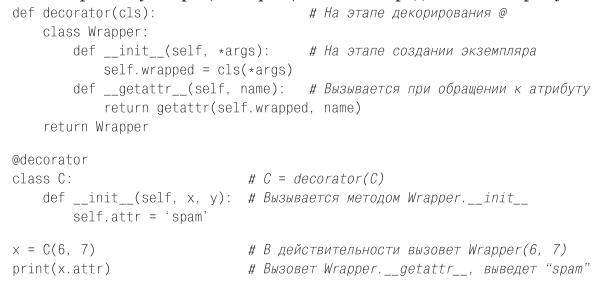 def decorator(cls): # На этапе декорирования @
class Wrapper:
def __init__(self, *args): # На этапе создании экземпляра
self.wrapped = cls(*args)
def __getattr__(self, name): # Вызывается при обращении к атрибуту
return getattr(self.wrapped, name)
return Wrapper
@decorator
class C: # C = decorator(C)
def __init__(self, x, y): # Вызывается методом Wrapper.__init__
self.attr = ‘spam’
x = C(6, 7) # В действительности вызовет Wrapper(6, 7)
print(x.attr) # Вызовет Wrapper.__getattr__, выведет “spam”